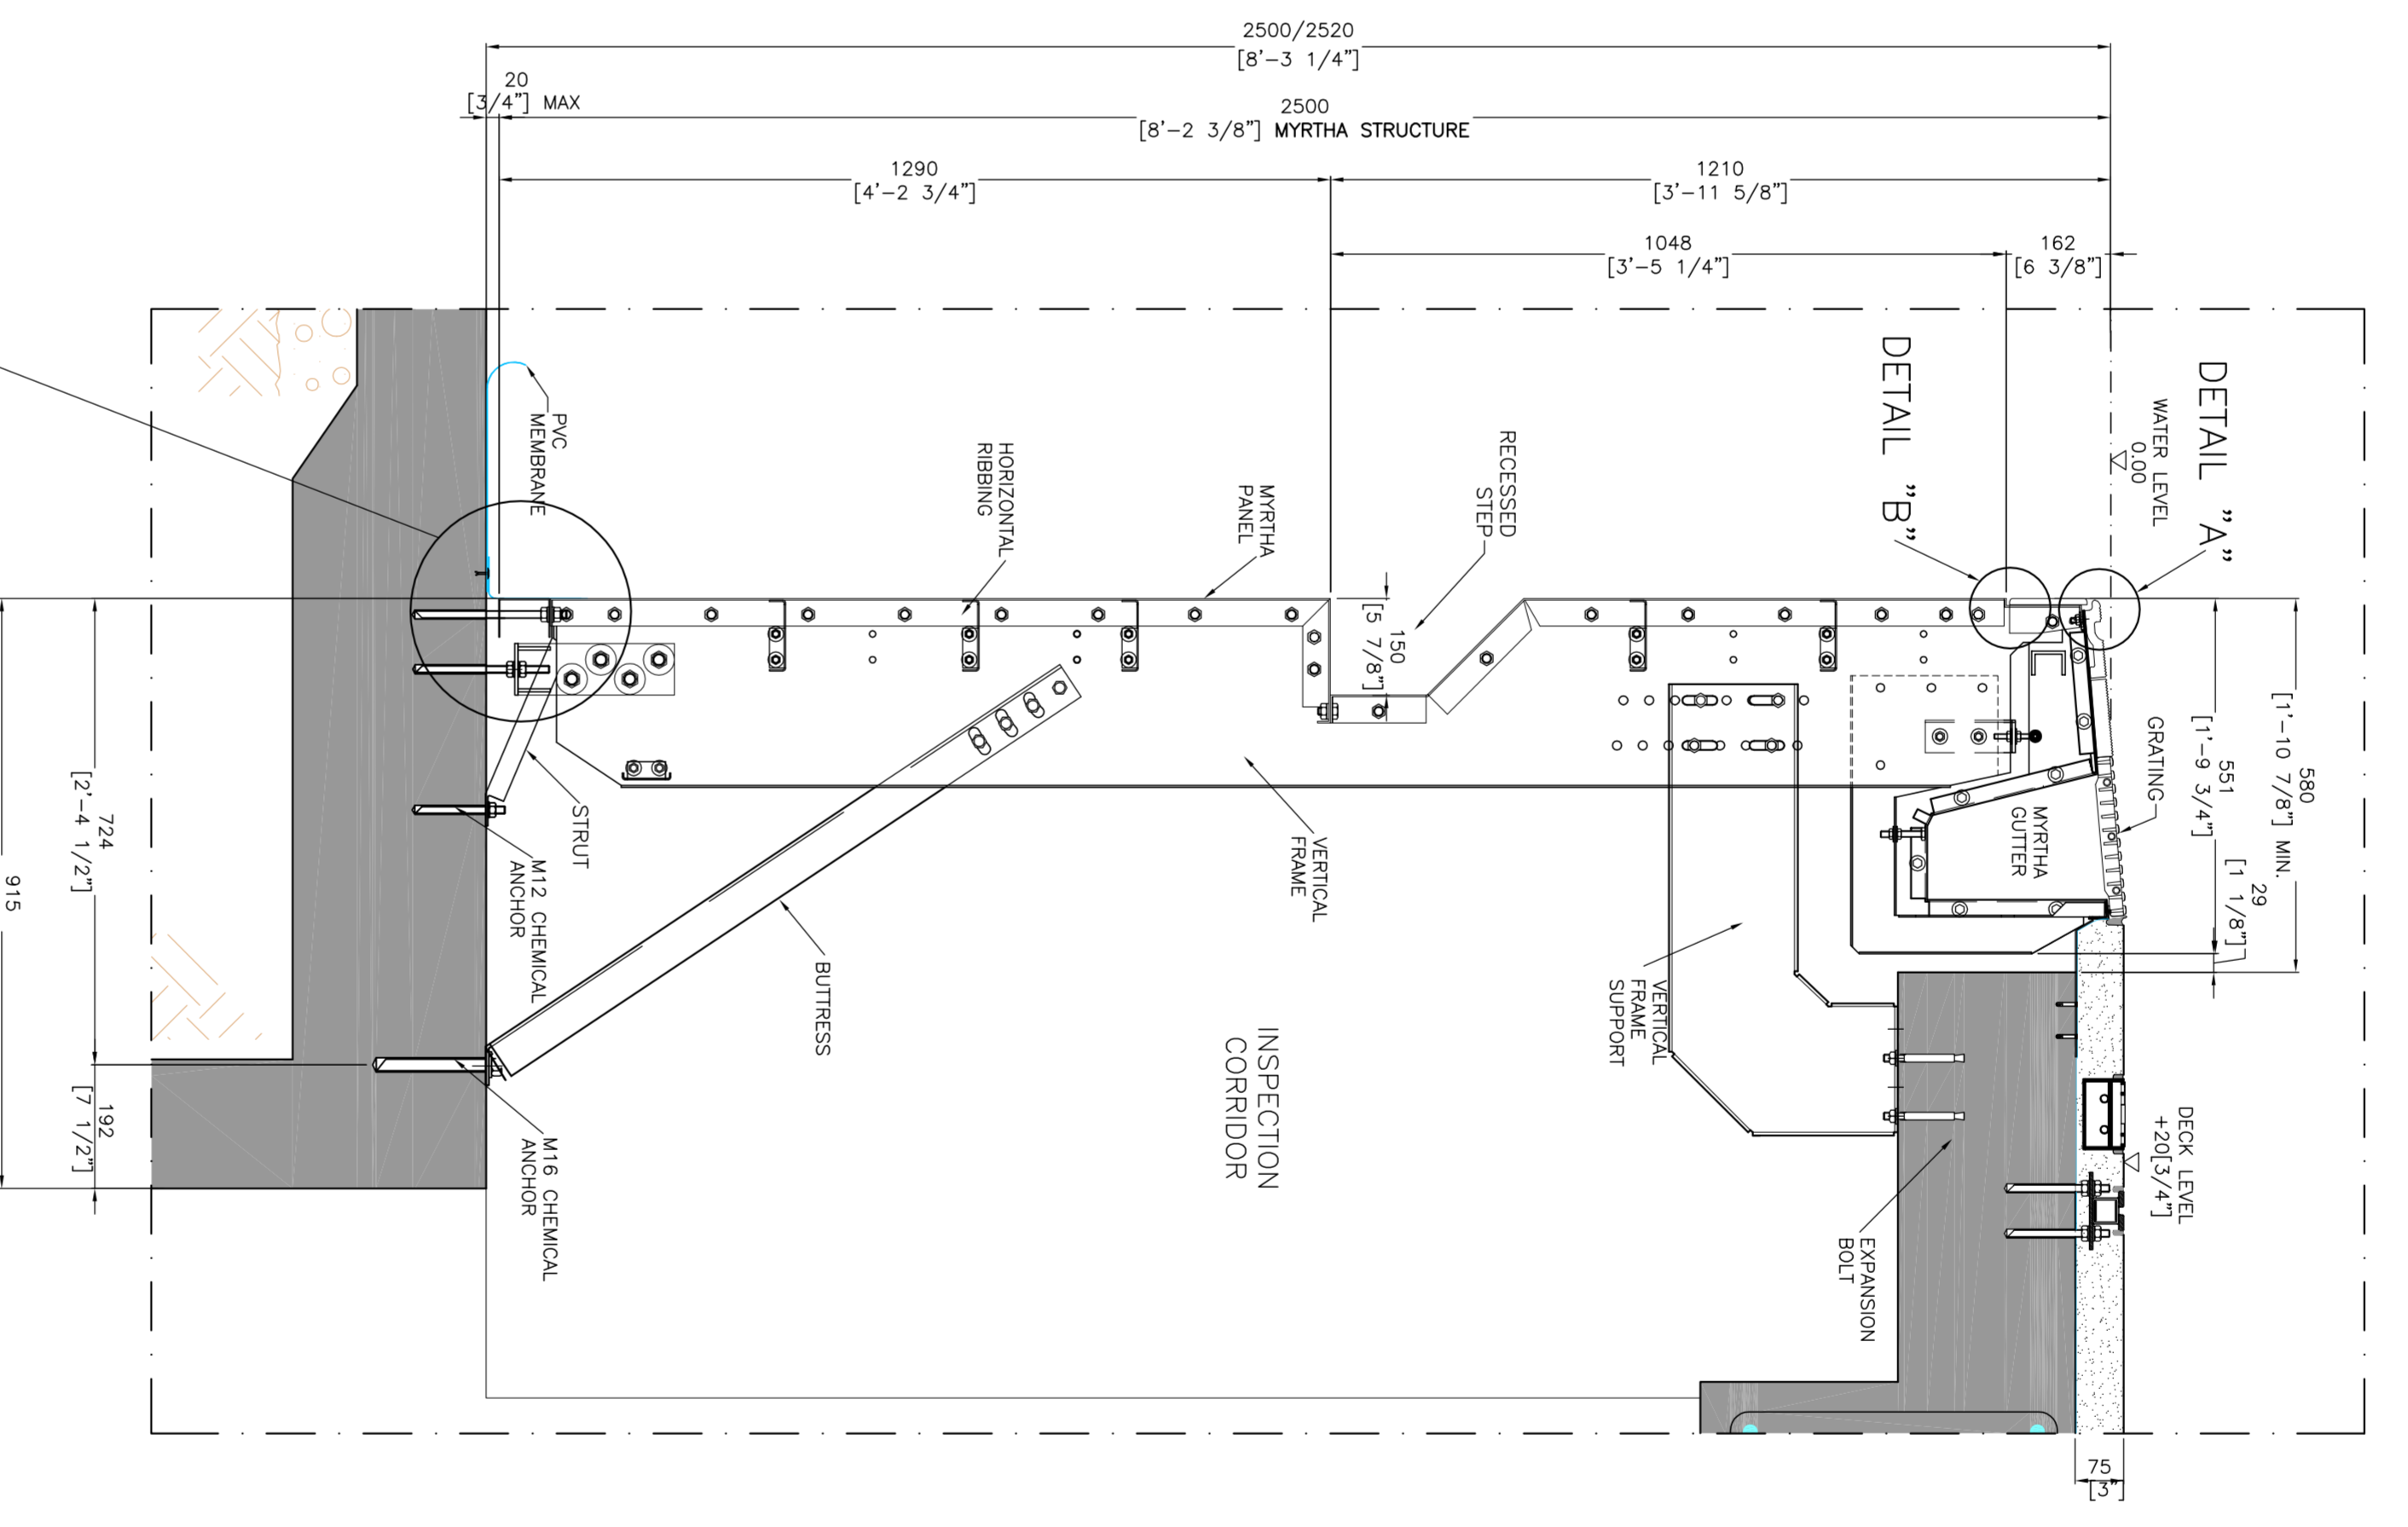 2500/2520
[8'-3 1/4"]
20
[3/4"] MAX
2500
[8'-2 3/8"] MYRTHA STRUCTURE
1290
[4'-2 3/4"]
1210
[3'-11 5/8"]
1048
[3'-5 1/4"]
162
[6 3/8"]
DETAIL "A"
WATER LEVEL
0.00
DETAIL "B"
RECESSED
STEP
MYRTHA
PANEL
HORIZONTAL
RIBBING
PVC
MEMBRANE
150
[5 7/8"]
580
[1'-10 7/8"] MIN.
551
[1'-9 3/4"]
29
[1 1/8"]
GRATING
MYRTHA
GUTTER
VERTICAL
FRAME
STRUT
M12 CHEMICAL
ANCHOR
724
[2'-4 1/2"]
915
BUTTRESS
VERTICAL
FRAME
SUPPORT
INSPECTION
CORRIDOR
192
[7 1/2"]
M16 CHEMICAL
ANCHOR
DECK LEVEL
+20[3/4"]
EXPANSION
BOLT
75
[3"]